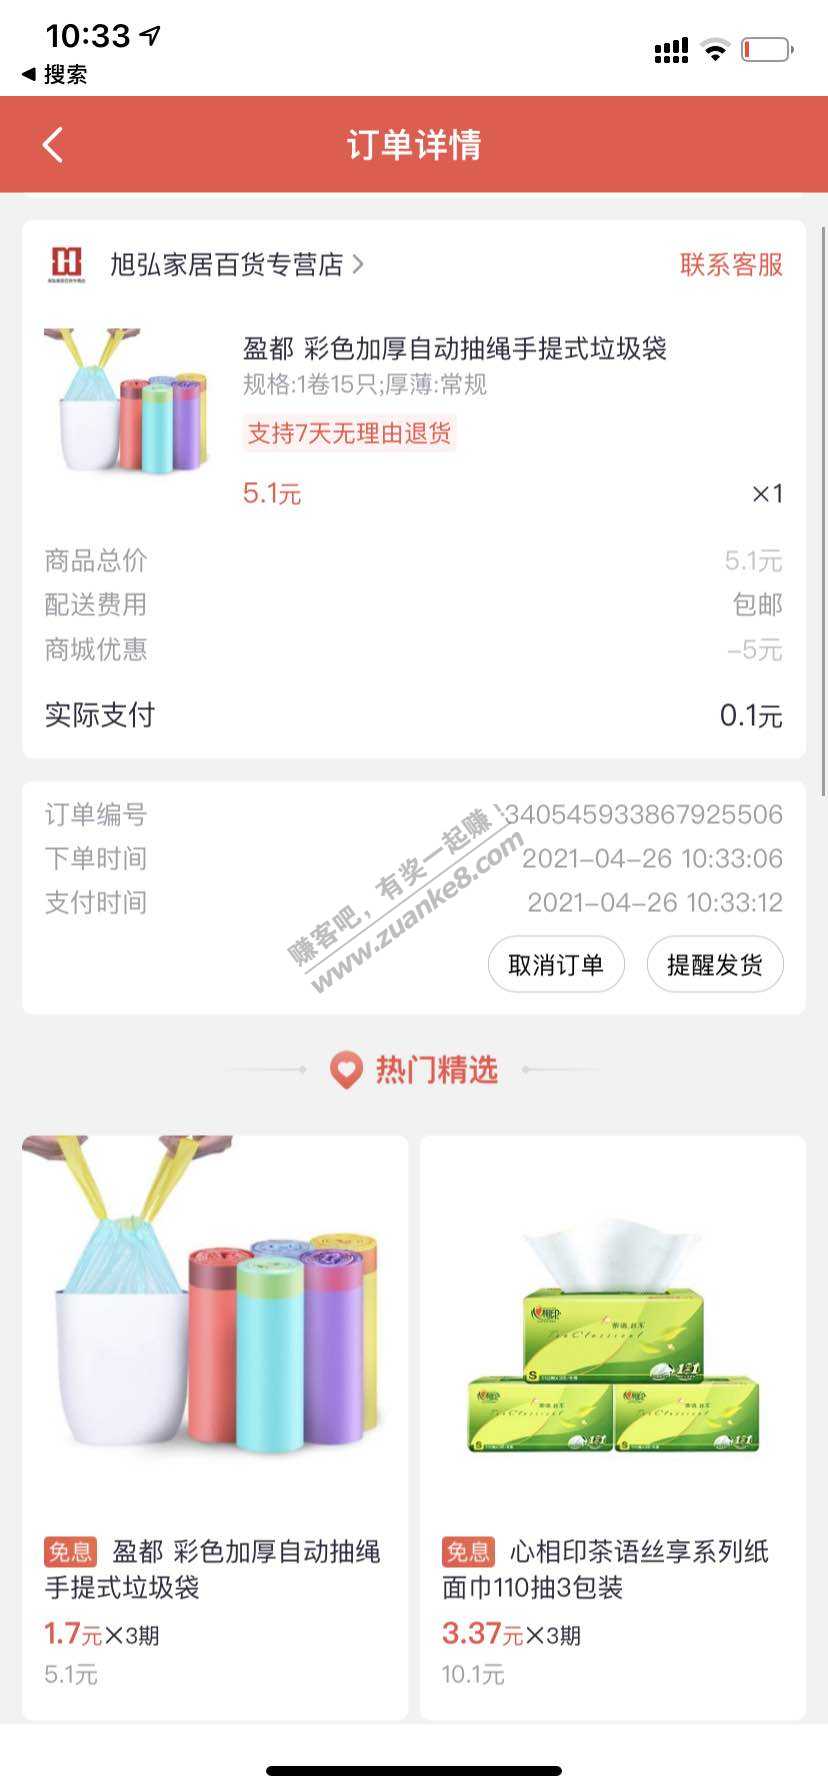 10:33
搜索
订单详情
旭弘家居百货专营店
联系客服
盈都 彩色加厚自动抽绳手提式垃圾袋
规格:1卷15只;厚薄:常规
支持7天无理由退货
5.1元
×1
商品总价
5.1元
配送费用
包邮
商城优惠
-5元
实际支付
0.1元
订单编号
340545933867925506
下单时间
2021-04-26 10:33:06
支付时间
2021-04-26 10:33:12
赚客吧，有奖一起赚！
www.zuanke8.com
取消订单
提醒发货
热门精选
心相印
茶语
S
免息 盈都 彩色加厚自动抽绳
手提式垃圾袋
1.7元×3期
5.1元
免息 心相印茶语丝享系列纸
面巾110抽3包装
3.37元×3期
10.1元